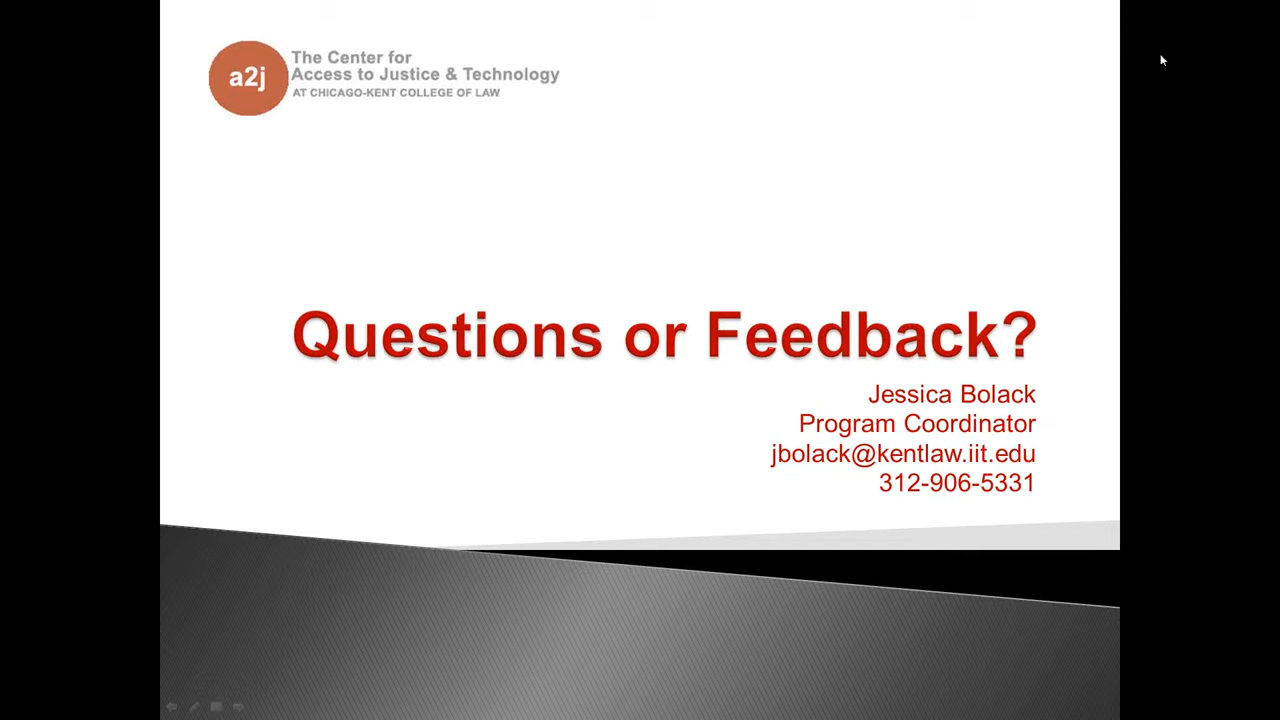 a2j
The Center for
Access to Justice & Technology
AT CHICAGO-KENT COLLEGE OF LAW
Questions or Feedback?
Jessica Bolack
Program Coordinator
jbolack@kentlaw.iit.edu
312-906-5331